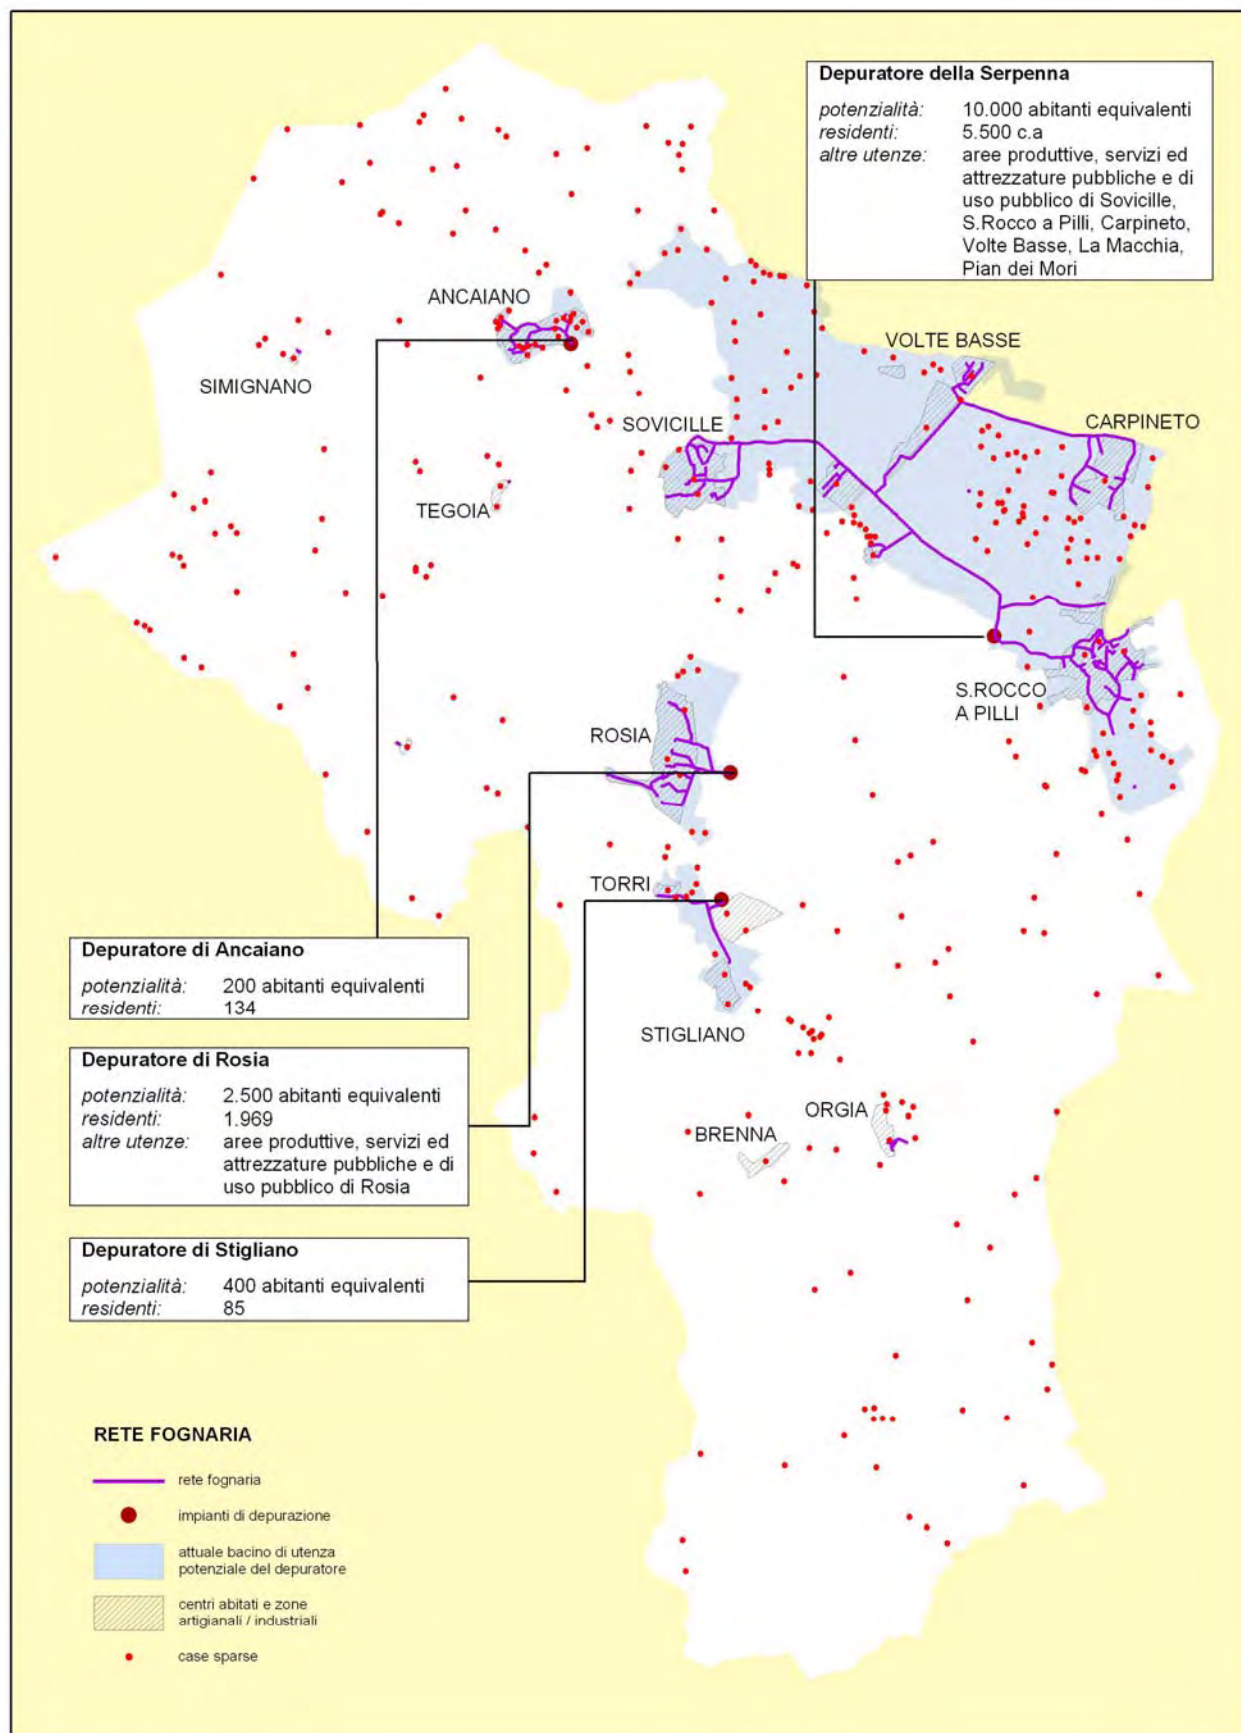 Depuratore della Serpenna
potenzialità: 10.000 abitanti equivalenti
residenti: 5.500 c.a
altre utenze: aree produttive, servizi ed
attrezzature pubbliche e di
uso pubblico di Sovicille,
S.Rocco a Pilli, Carpineto,
Volte Basse, La Macchia,
Pian dei Mori
ANCAIANO
VOLTE BASSE
SIMIGNANO
SOVICILLE
CARPINETO
TEGOIA
S.ROCCO
A PILLI
ROSIA
TORRI
Depuratore di Ancaiano
potenzialità: 200 abitanti equivalenti
residenti: 134
STIGLIANO
Depuratore di Rosia
potenzialità: 2.500 abitanti equivalenti
residenti: 1.969
altre utenze: aree produttive, servizi ed
attrezzature pubbliche e di
uso pubblico di Rosia
ORGIA
BRENNA
Depuratore di Stigliano
potenzialità: 400 abitanti equivalenti
residenti: 85
RETE FOGNARIA
rete fognaria
impianti di depurazione
attuale bacino di utenza
potenziale del depuratore
centri abitati e zone
artigianali / industriali
case sparse